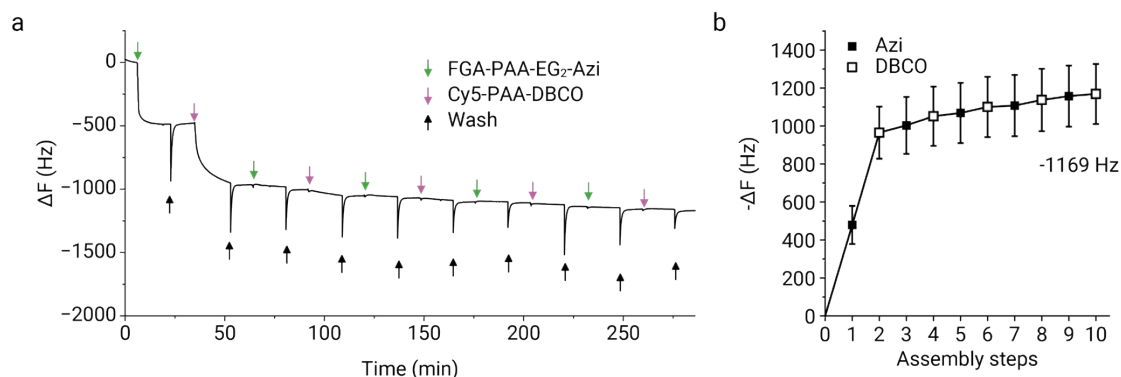 a
ΔF (Hz)
0
−500
−1000
−1500
−2000
0 50 100 150 200 250
Time (min)
FGA-PAA-EG₂-Azi
Cy5-PAA-DBCO
Wash
b
-ΔF (Hz)
1400
1200
1000
800
600
400
200
0
0 1 2 3 4 5 6 7 8 9 10
Assembly steps
Azi
DBCO
-1169 Hz